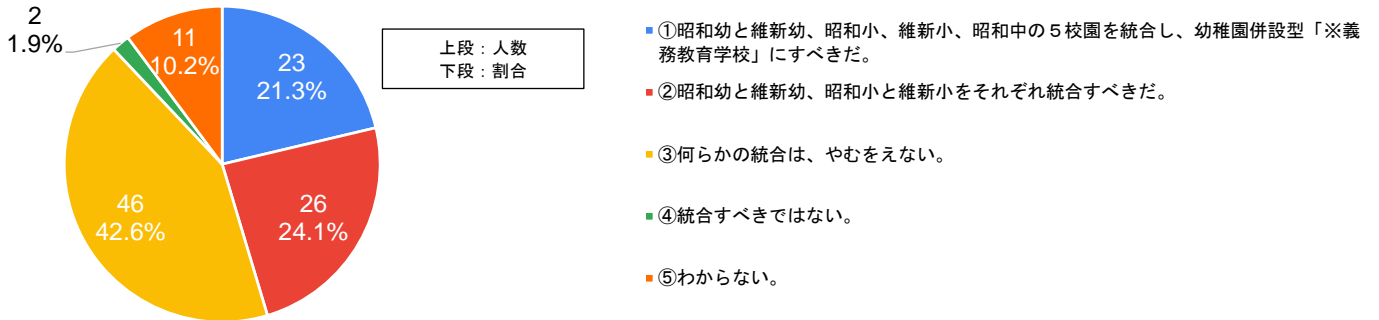 2
1.9%
11
10.2%
23
21.3%
46
42.6%
26
24.1%
上段：人数
下段：割合
①昭和幼と維新幼、昭和小、維新小、昭和中の５校園を統合し、幼稚園併設型「※義
務教育学校」にすべきだ。
②昭和幼と維新幼、昭和小と維新小をそれぞれ統合すべきだ。
③何らかの統合は、やむをえない。
④統合すべきではない。
⑤わからない。